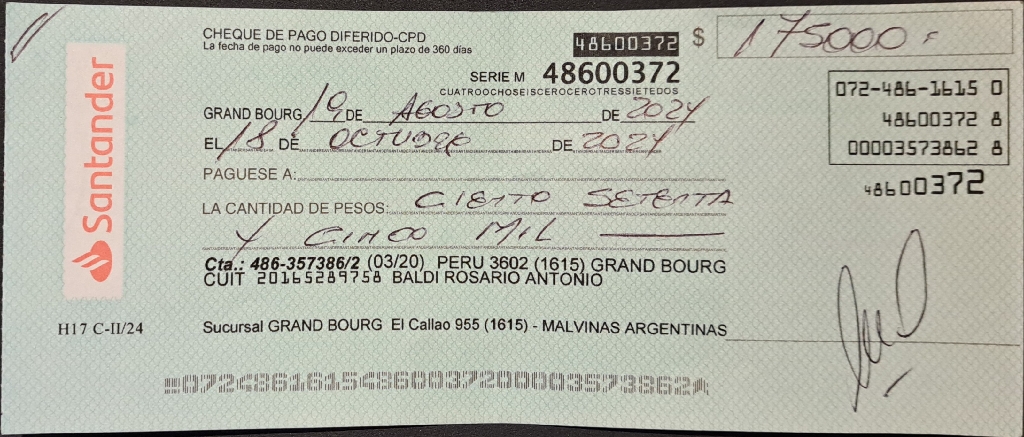 Santander
CHEQUE DE PAGO DIFERIDO-CPD
La fecha de pago no puede exceder un plazo de 360 días
48600372 $ 175000
SERIE M 48600372
CUATROOCHOSEISCEROCEROTRESSIETEDOS
072-486-1615 0
48600372 8
00003573862 8
48600372
GRAND BOURG, 19 DE AGOSTO DE 2024
EL 18 DE OCTUBRE DE 2024
PAGUESE A:
LA CANTIDAD DE PESOS: CIENTO SETENTA
Y CINCO MIL
Cta.: 486-357386/2 (03/20) PERU 3602 (1615) GRAND BOURG
CUIT 20165289758 BALDI ROSARIO ANTONIO
H17 C-II/24
Sucursal GRAND BOURG El Callao 955 (1615) - MALVINAS ARGENTINAS
07248616154860037200003573862